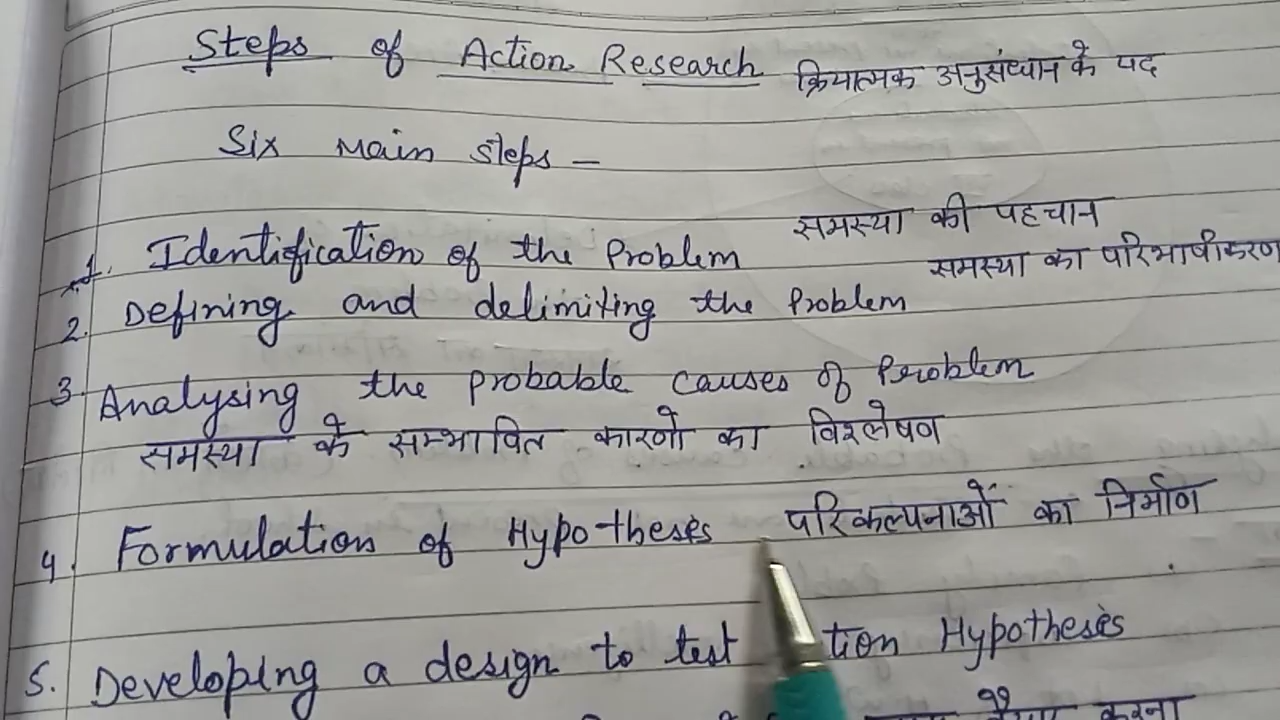 Steps of Action Research क्रियात्मक अनुसंधान के पद
Six main steps –
1. Identification of the Problem समस्या की पहचान
2. Defining and delimiting the Problem समस्या का परिभाषीकरण
3. Analysing the probable causes of Problem
समस्या के सम्भावित कारणो का विश्लेषण
4. Formulation of Hypotheses परिकल्पनाओं का निर्माण
5. Developing a design to test tion Hypotheses
करना